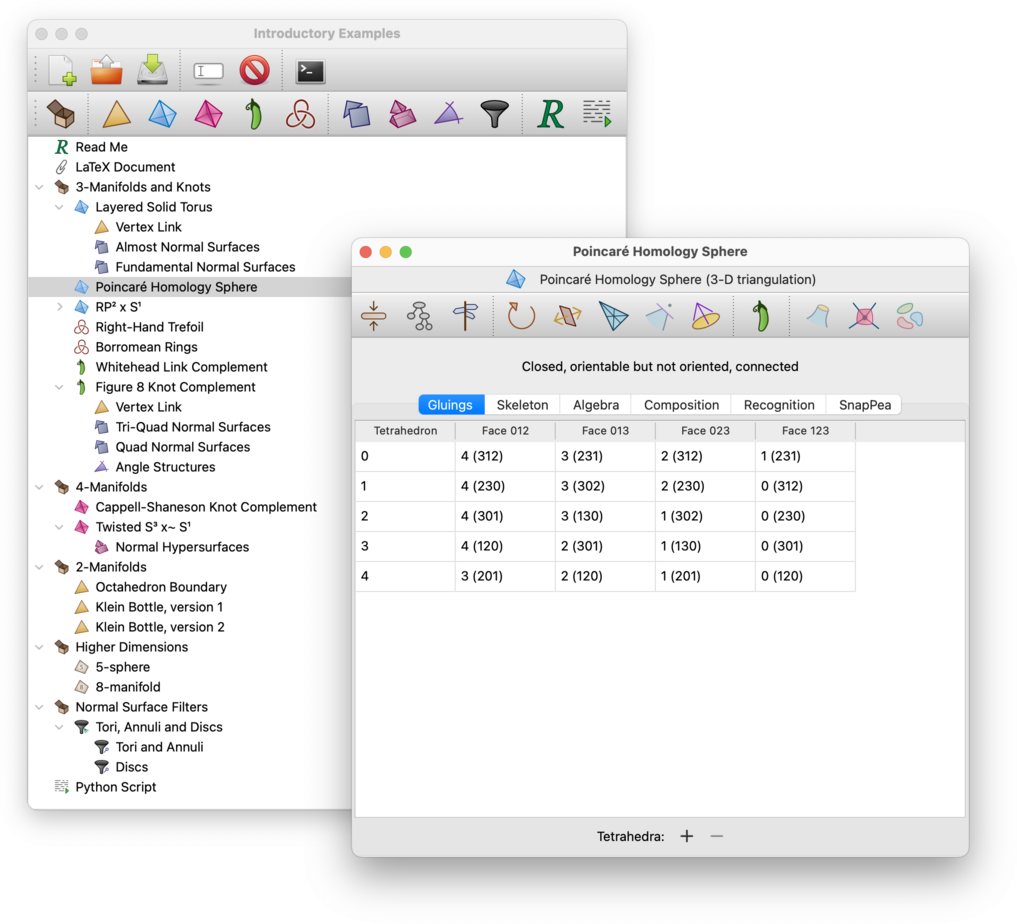 Introductory Examples
Read Me
LaTeX Document
3-Manifolds and Knots
Layered Solid Torus
Vertex Link
Almost Normal Surfaces
Fundamental Normal Surfaces
Poincaré Homology Sphere
RP² x S¹
Right-Hand Trefoil
Borromean Rings
Whitehead Link Complement
Figure 8 Knot Complement
Vertex Link
Tri-Quad Normal Surfaces
Quad Normal Surfaces
Angle Structures
4-Manifolds
Cappell-Shaneson Knot Complement
Twisted S³ x~ S¹
Normal Hypersurfaces
2-Manifolds
Octahedron Boundary
Klein Bottle, version 1
Klein Bottle, version 2
Higher Dimensions
5-sphere
8-manifold
Normal Surface Filters
Tori, Annuli and Discs
Tori and Annuli
Discs
Python Script
Poincaré Homology Sphere
Poincaré Homology Sphere (3-D triangulation)
Closed, orientable but not oriented, connected
Gluings Skeleton Algebra Composition Recognition SnapPea
Tetrahedron Face 012 Face 013 Face 023 Face 123
0 4 (312) 3 (231) 2 (312) 1 (231)
1 4 (230) 3 (302) 2 (230) 0 (312)
2 4 (301) 3 (130) 1 (302) 0 (230)
3 4 (120) 2 (301) 1 (130) 0 (301)
4 3 (201) 2 (120) 1 (201) 0 (120)
Tetrahedra: + −